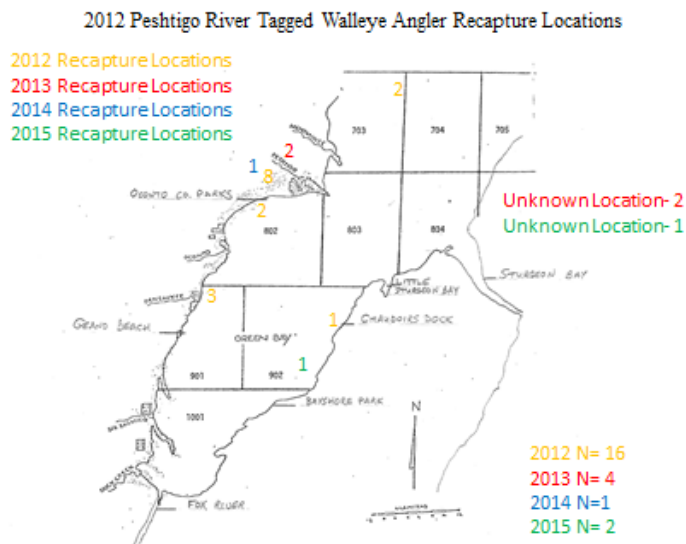 2012 Peshtigo River Tagged Walleye Angler Recapture Locations
2012 Recapture Locations
2013 Recapture Locations
2014 Recapture Locations
2015 Recapture Locations
2
703
704
705
2
1
8
OCONTO CO. PARKS
2
802
803
804
Unknown Location- 2
Unknown Location- 1
OCONTO
LITTLE
STURGEON BAY
STURGEON BAY
3
1
CHAUDOIRS DOCK
GRAND BEACH
GREEN BAY
1
901
902
BAYSHORE PARK
1001
N
FOX RIVER
2012 N= 16
2013 N= 4
2014 N=1
2015 N= 2